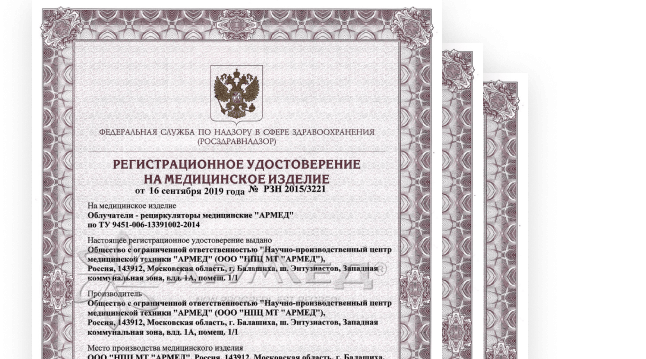 ФЕДЕРАЛЬНАЯ СЛУЖБА ПО НАДЗОРУ В СФЕРЕ ЗДРАВООХРАНЕНИЯ
(РОСЗДРАВНАДЗОР)
РЕГИСТРАЦИОННОЕ УДОСТОВЕРЕНИЕ
НА МЕДИЦИНСКОЕ ИЗДЕЛИЕ
от 16 сентября 2019 года № РЗН 2015/3221
На медицинское изделие
Облучатели - рециркуляторы медицинские "АРМЕД"
по ТУ 9451-006-13391002-2014
Настоящее регистрационное удостоверение выдано
Общество с ограниченной ответственностью "Научно-производственный центр
медицинской техники "АРМЕД" (ООО "НПЦ МТ "АРМЕД"),
Россия, 143912, Московская область, г. Балашиха, ш. Энтузиастов, Западная
коммунальная зона, влд. 1А, помещ. 1/1
Производитель
Общество с ограниченной ответственностью "Научно-производственный центр
медицинской техники "АРМЕД" (ООО "НПЦ МТ "АРМЕД"),
Россия, 143912, Московская область, г. Балашиха, ш. Энтузиастов, Западная
коммунальная зона, влд. 1А, помещ. 1/1
Место производства медицинского изделия
ООО "НПЦ МТ "АРМЕД", Россия, 143912, Московская область, г. Балашиха,